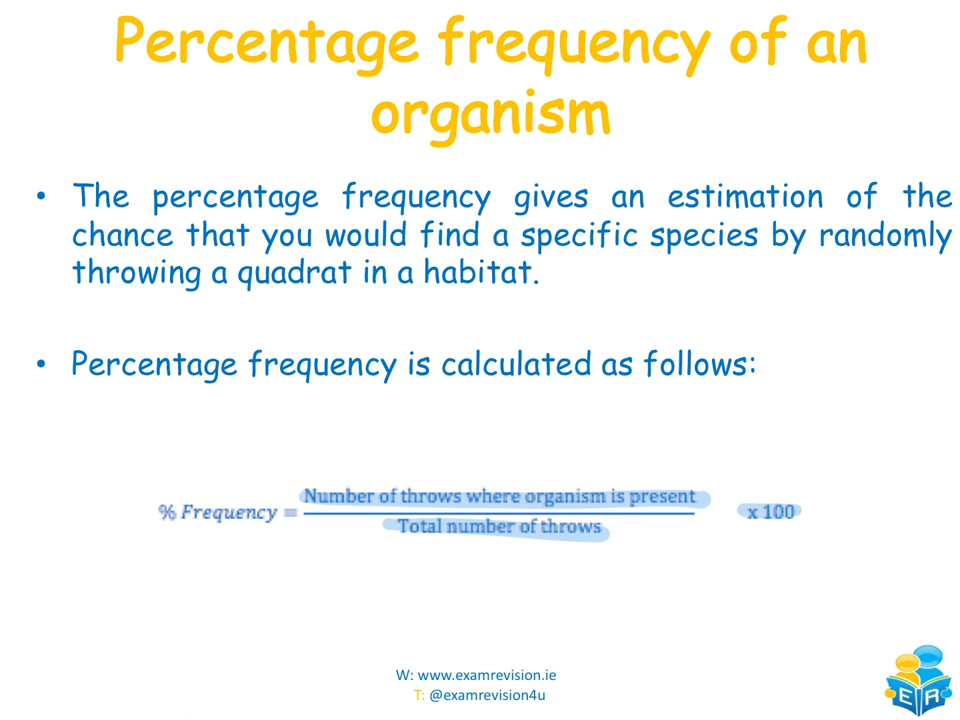 Percentage frequency of an
organism
• The percentage frequency gives an estimation of the
chance that you would find a specific species by randomly
throwing a quadrat in a habitat.
• Percentage frequency is calculated as follows:
Number of throws where organism is present
% Frequency = x 100
Total number of throws
W: www.examrevision.ie
T: @examrevision4u
E R